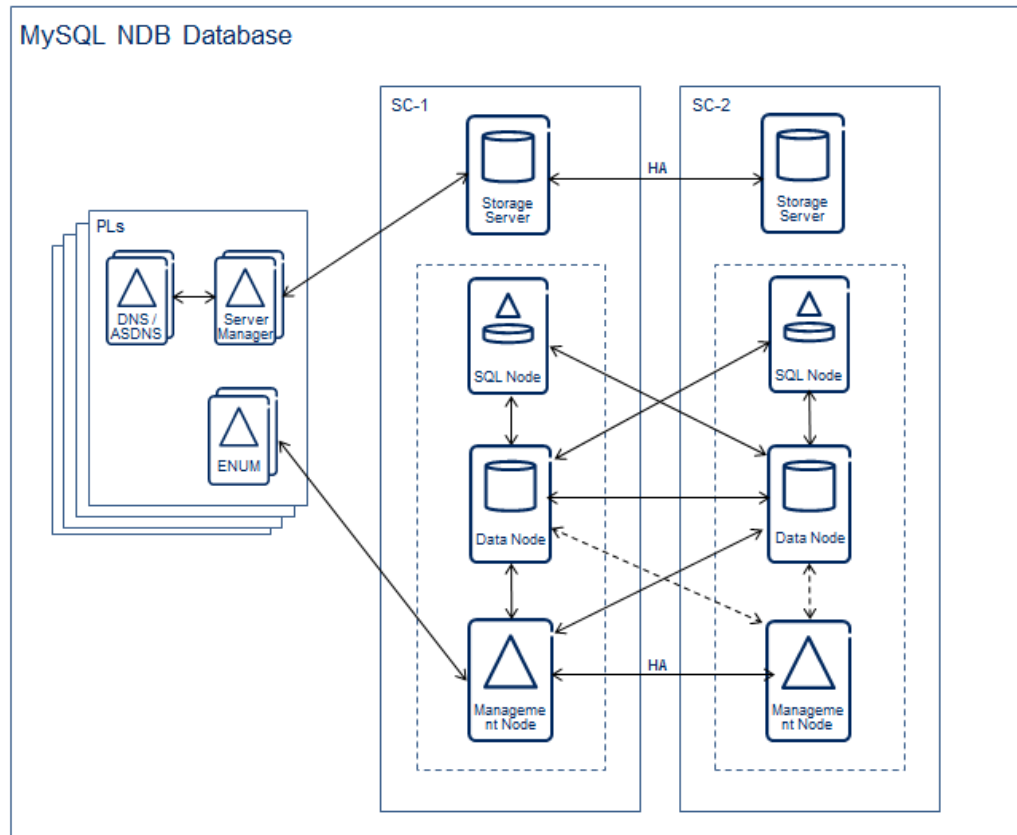 MySQL NDB Database
SC-1
SC-2
Storage
Server
HA
Storage
Server
PLs
DNS /
ASDNS
Server
Manager
SQL Node
SQL Node
ENUM
Data Node
Data Node
HA
Manageme
nt Node
Manageme
nt Node